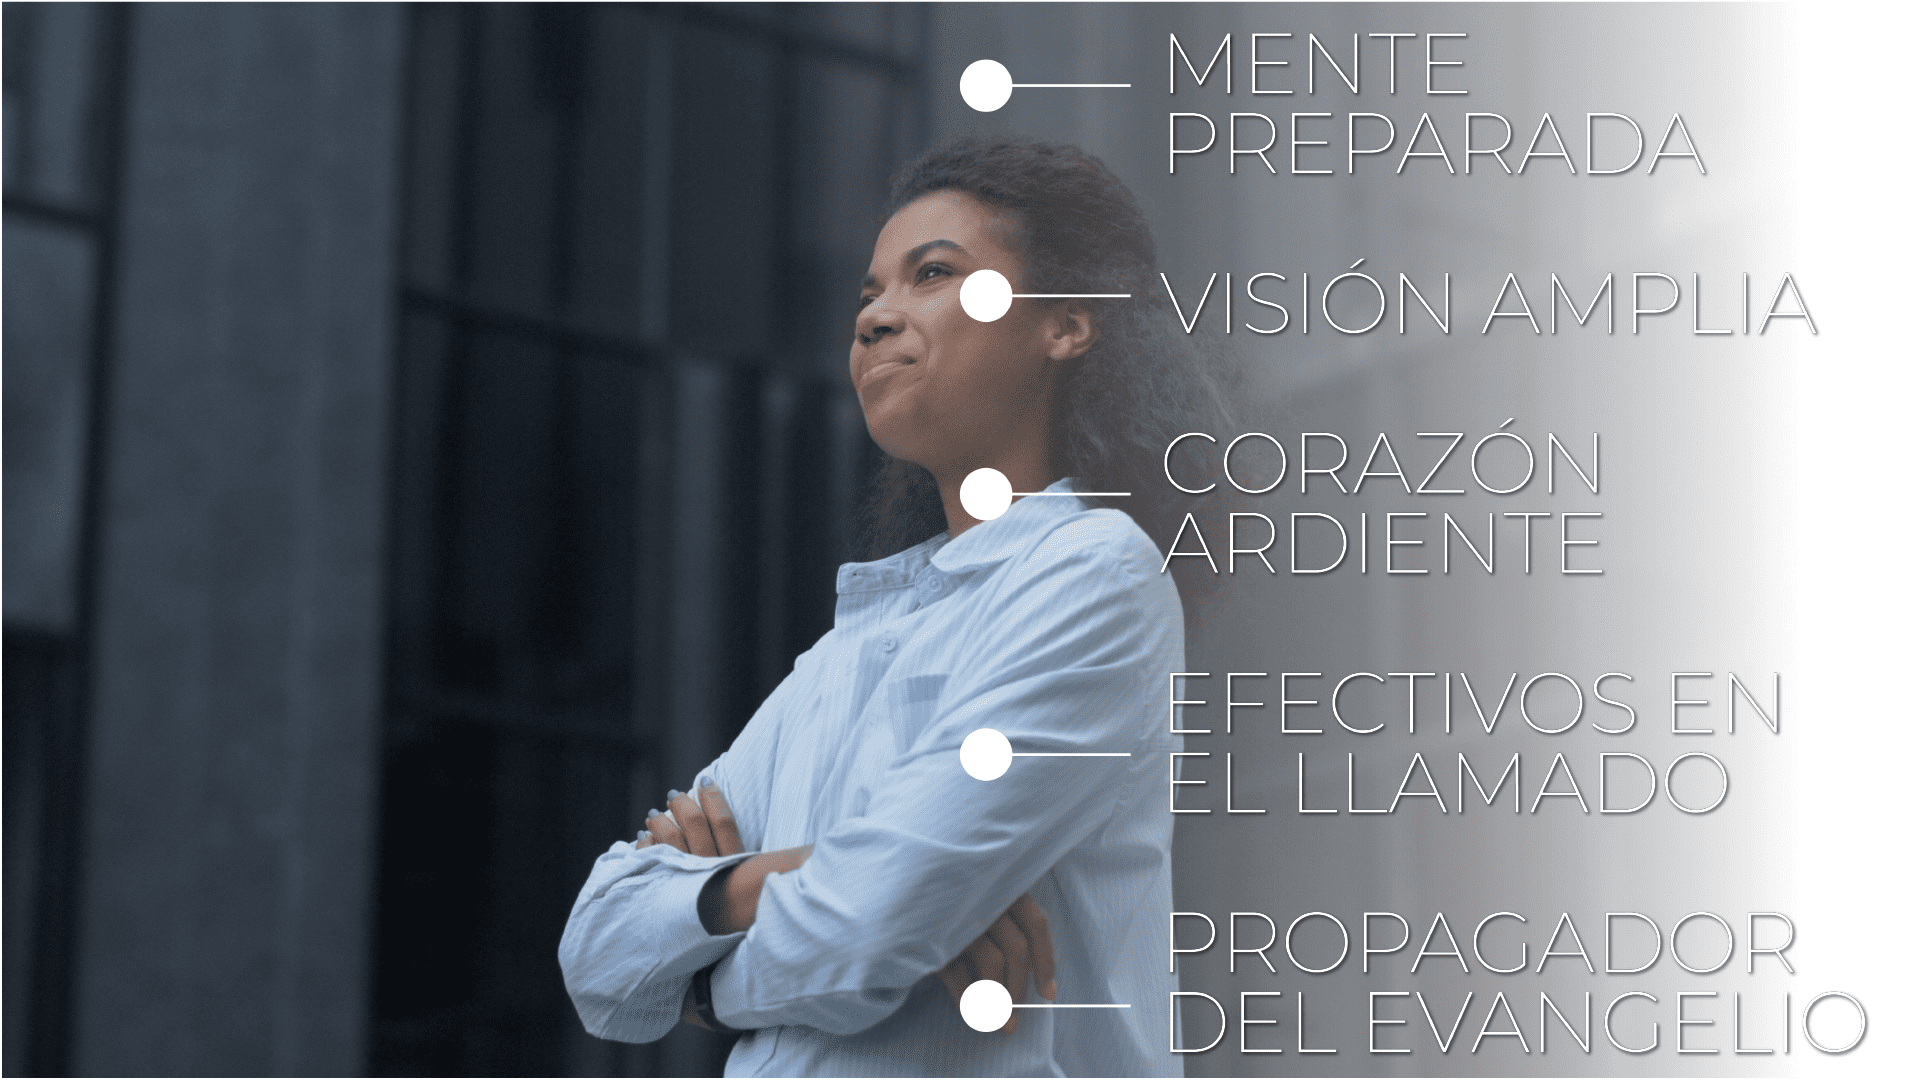 MENTE
PREPARADA
VISIÓN AMPLIA
CORAZÓN
ARDIENTE
EFECTIVOS EN
EL LLAMADO
PROPAGADOR
DEL EVANGELIO